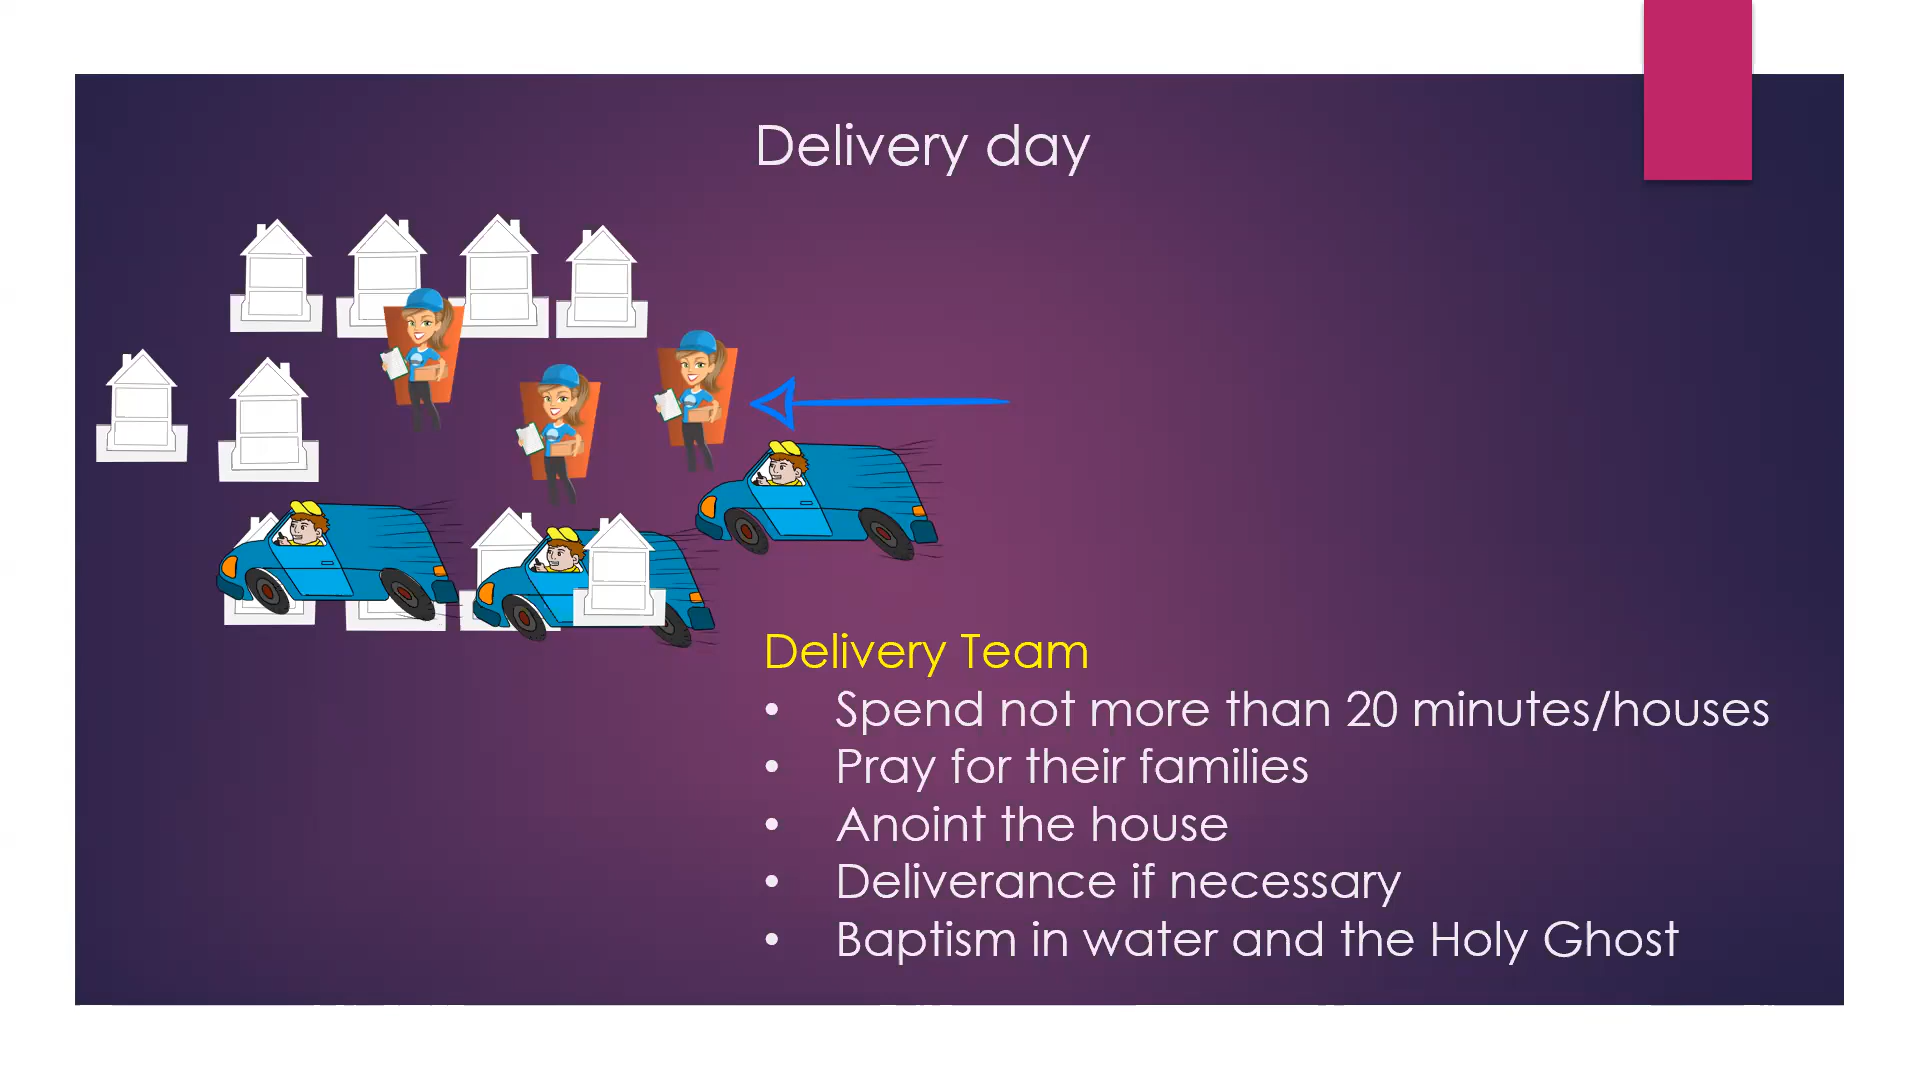 Delivery day
Delivery Team
• Spend not more than 20 minutes/houses
• Pray for their families
• Anoint the house
• Deliverance if necessary
• Baptism in water and the Holy Ghost